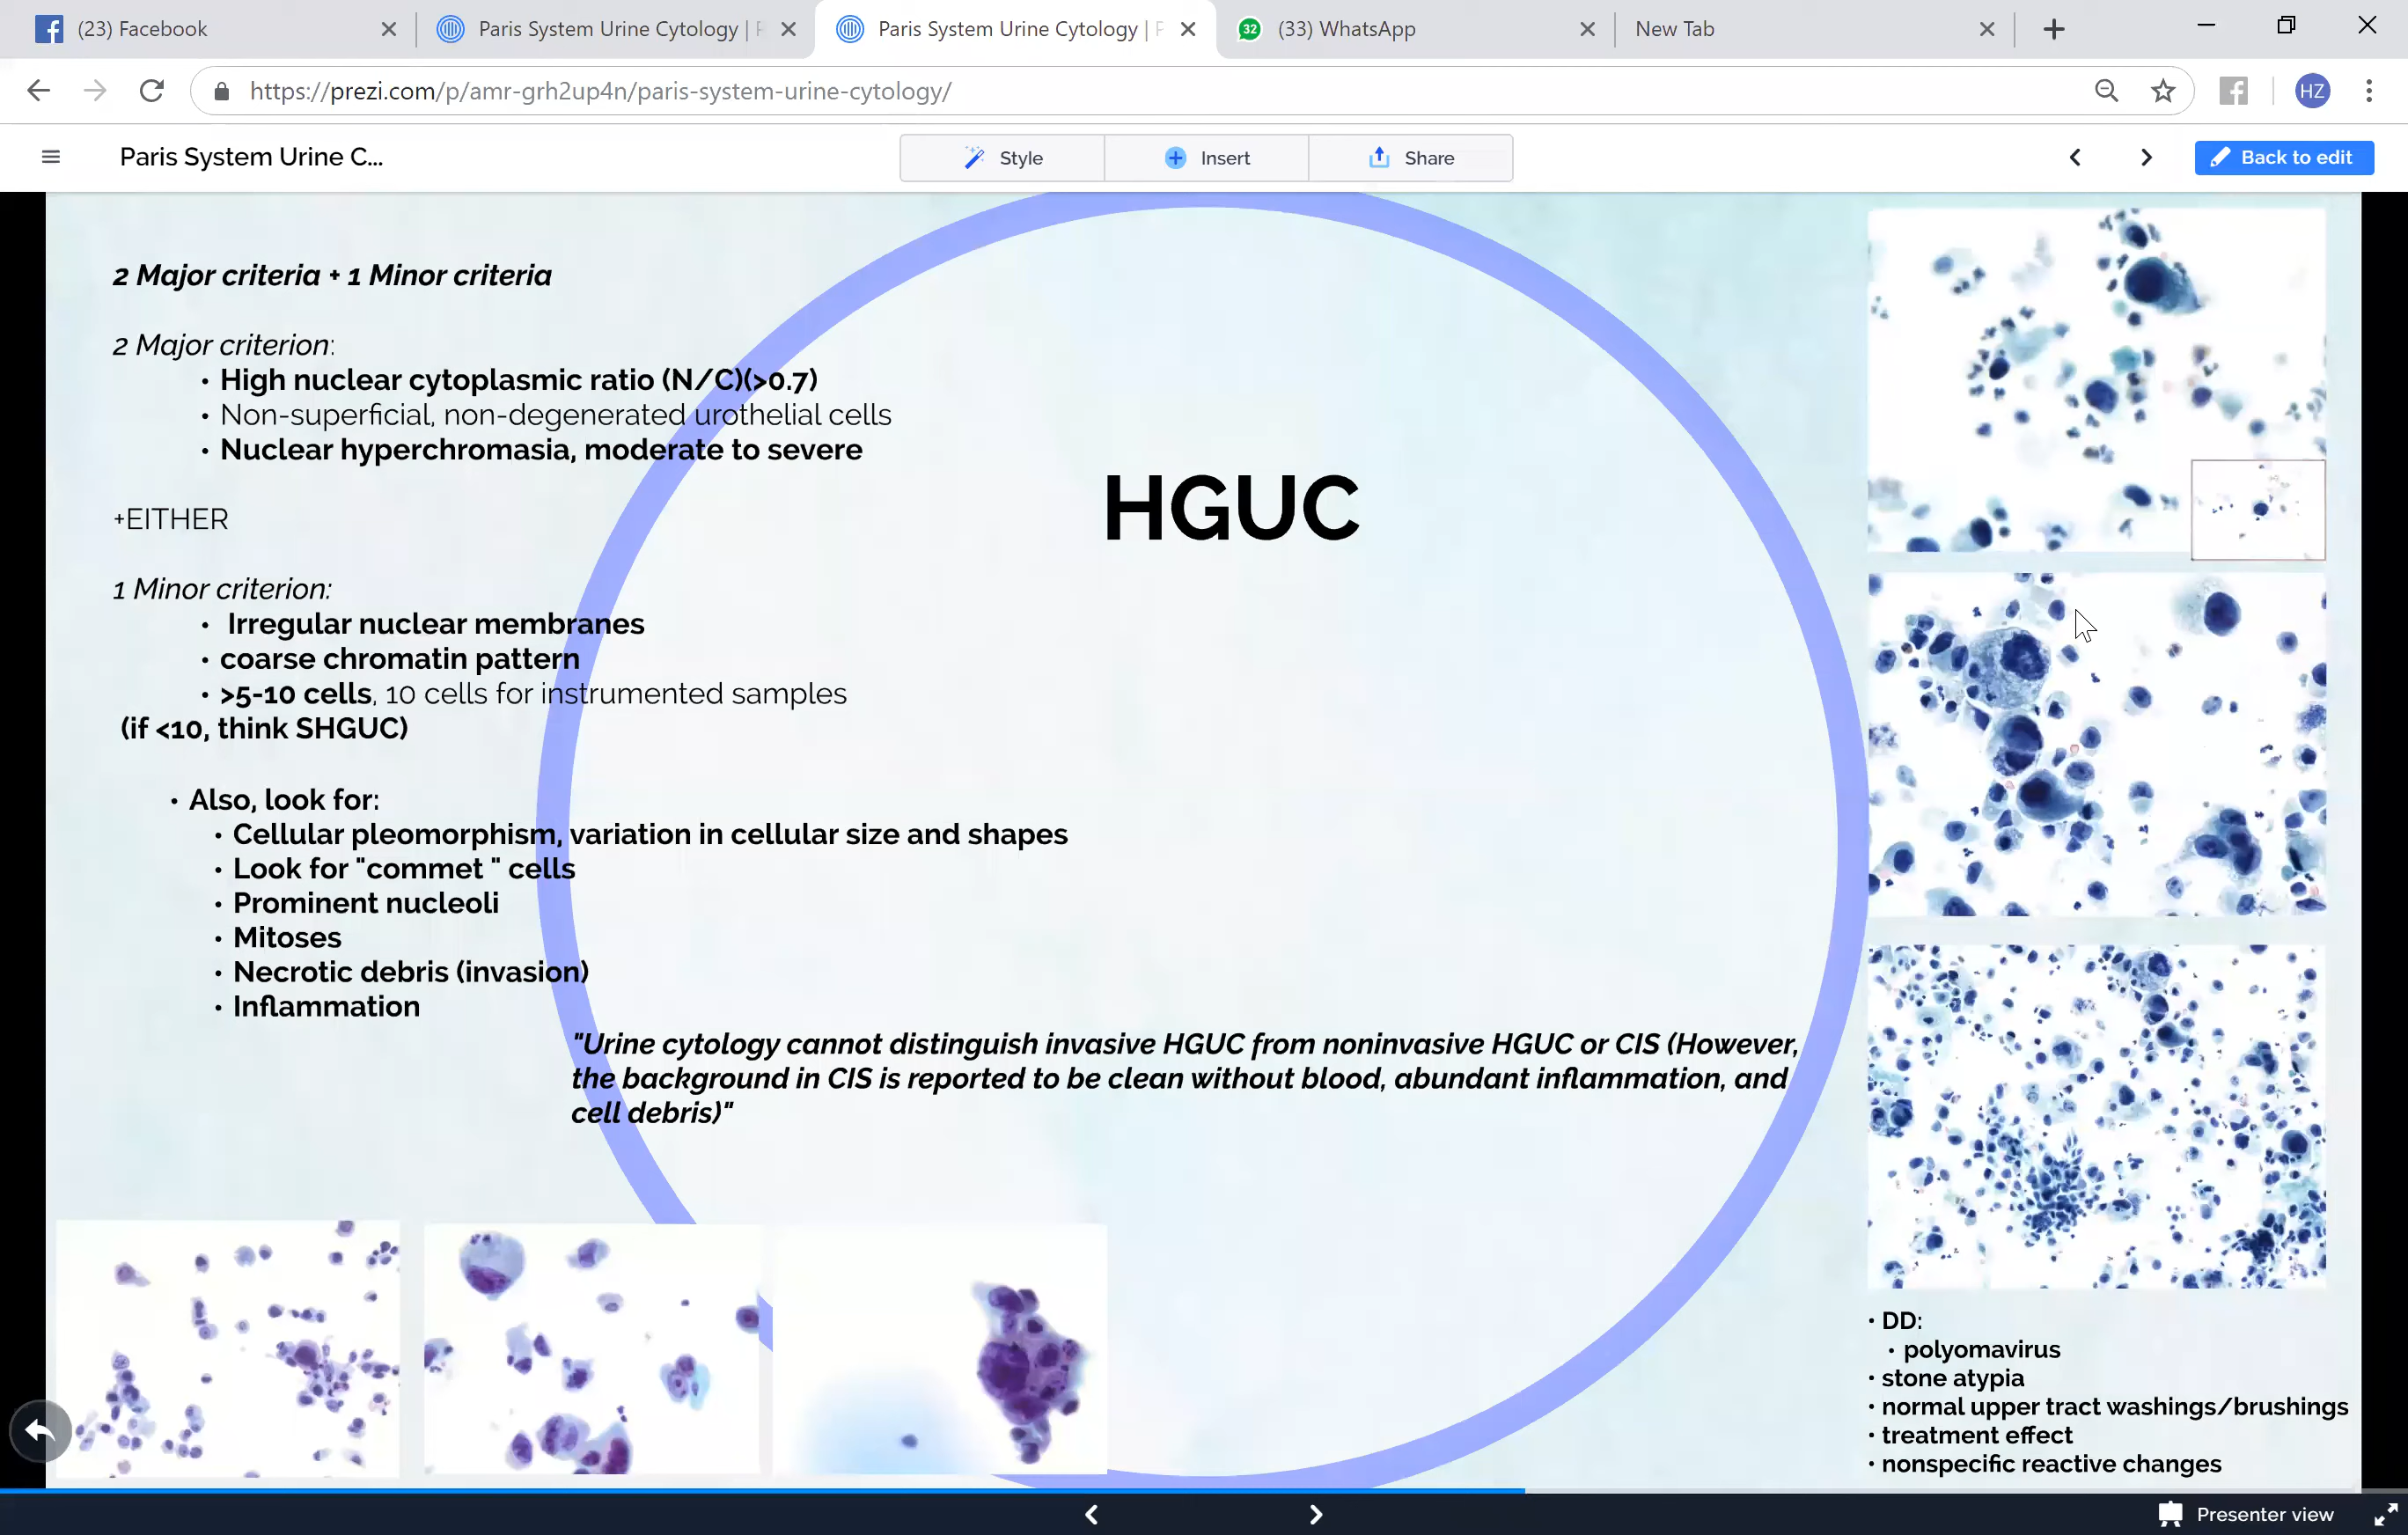 (23) Facebook
Paris System Urine Cytology |
Paris System Urine Cytology |
32
(33) WhatsApp
New Tab
https://prezi.com/p/amr-grh2up4n/paris-system-urine-cytology/
HZ
Paris System Urine C...
Style
Insert
Share
Back to edit
2 Major criteria + 1 Minor criteria
2 Major criterion:
• High nuclear cytoplasmic ratio (N/C)(>0.7)
• Non-superficial, non-degenerated urothelial cells
• Nuclear hyperchromasia, moderate to severe
+EITHER
1 Minor criterion:
• Irregular nuclear membranes
• coarse chromatin pattern
• >5-10 cells, 10 cells for instrumented samples
(if <10, think SHGUC)
• Also, look for:
• Cellular pleomorphism, variation in cellular size and shapes
• Look for "commet " cells
• Prominent nucleoli
• Mitoses
• Necrotic debris (invasion)
• Inflammation
HGUC
"Urine cytology cannot distinguish invasive HGUC from noninvasive HGUC or CIS (However,
the background in CIS is reported to be clean without blood, abundant inflammation, and
cell debris)"
• DD:
• polyomavirus
• stone atypia
• normal upper tract washings/brushings
• treatment effect
• nonspecific reactive changes
Presenter view